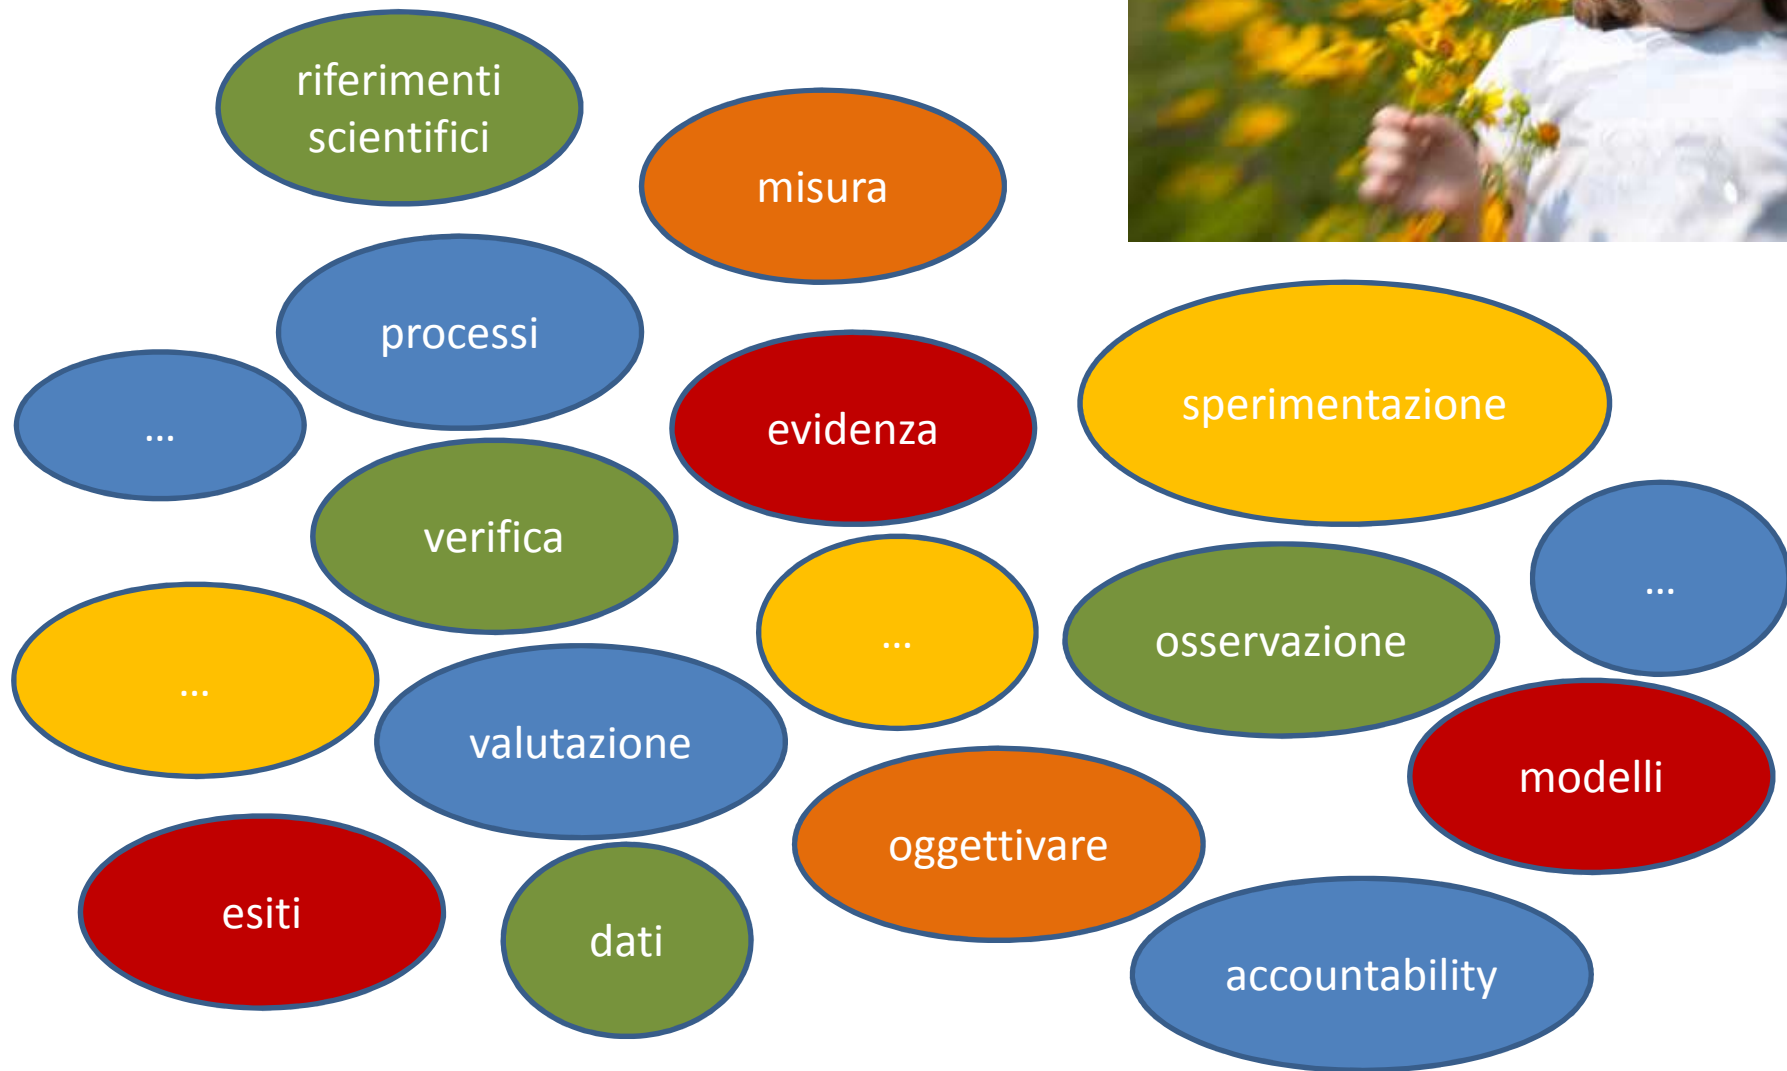 riferimenti
scientifici
misura
processi
sperimentazione
evidenza
...
verifica
...
...
osservazione
...
valutazione
modelli
oggettivare
esiti
dati
accountability